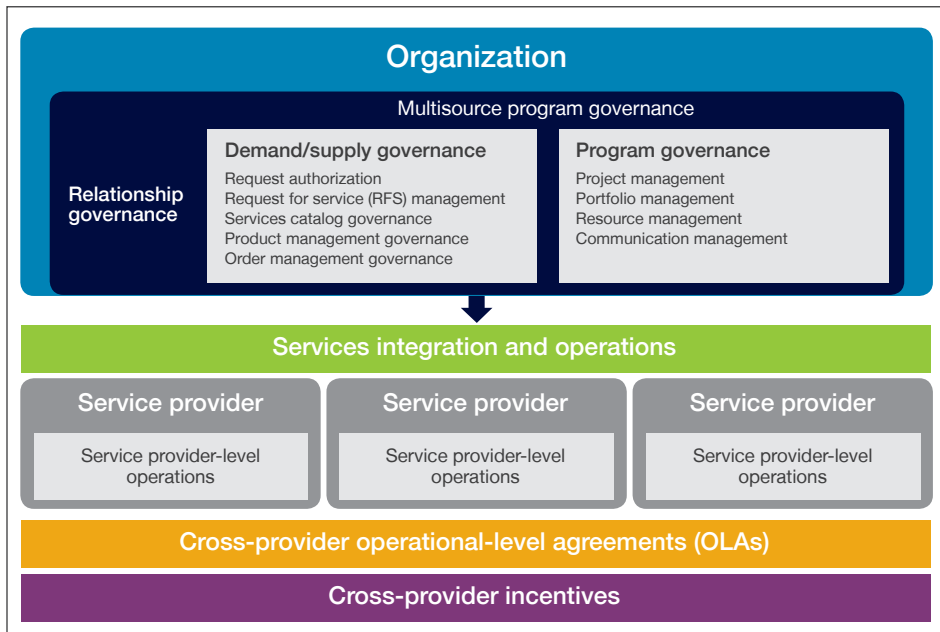 Organization
Multisource program governance
Relationship
governance
Demand/supply governance
Request authorization
Request for service (RFS) management
Services catalog governance
Product management governance
Order management governance
Program governance
Project management
Portfolio management
Resource management
Communication management
Services integration and operations
Service provider
Service provider-level
operations
Service provider
Service provider-level
operations
Service provider
Service provider-level
operations
Cross-provider operational-level agreements (OLAs)
Cross-provider incentives